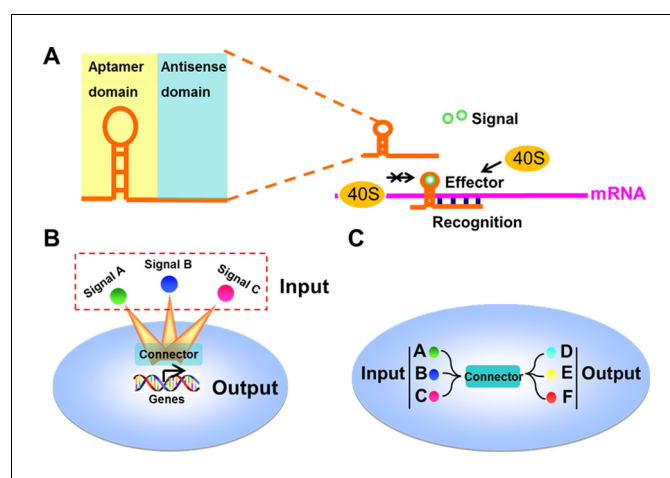 A
Aptamer Antisense
domain domain
Signal
40S
Effector
40S
mRNA
Recognition
B
Signal A
Signal B
Signal C
Input
Connector
Output
Genes
C
A
B
C
Input
Connector
D
E
F
Output